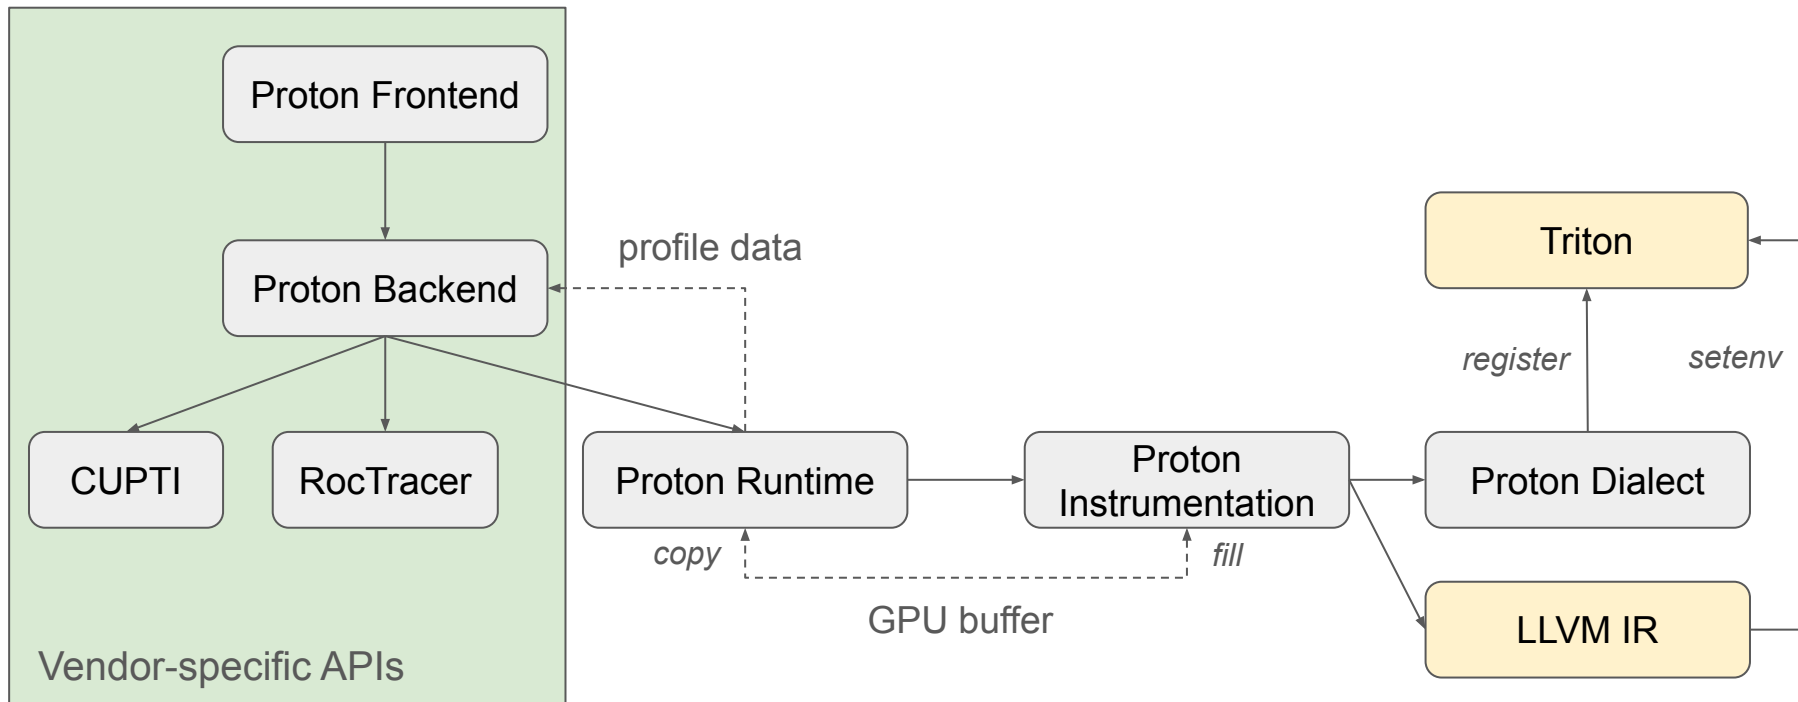 Proton Frontend
Proton Backend
profile data
Triton
register
setenv
CUPTI
RocTracer
Proton Runtime
Proton
Instrumentation
Proton Dialect
copy
fill
GPU buffer
LLVM IR
Vendor-specific APIs